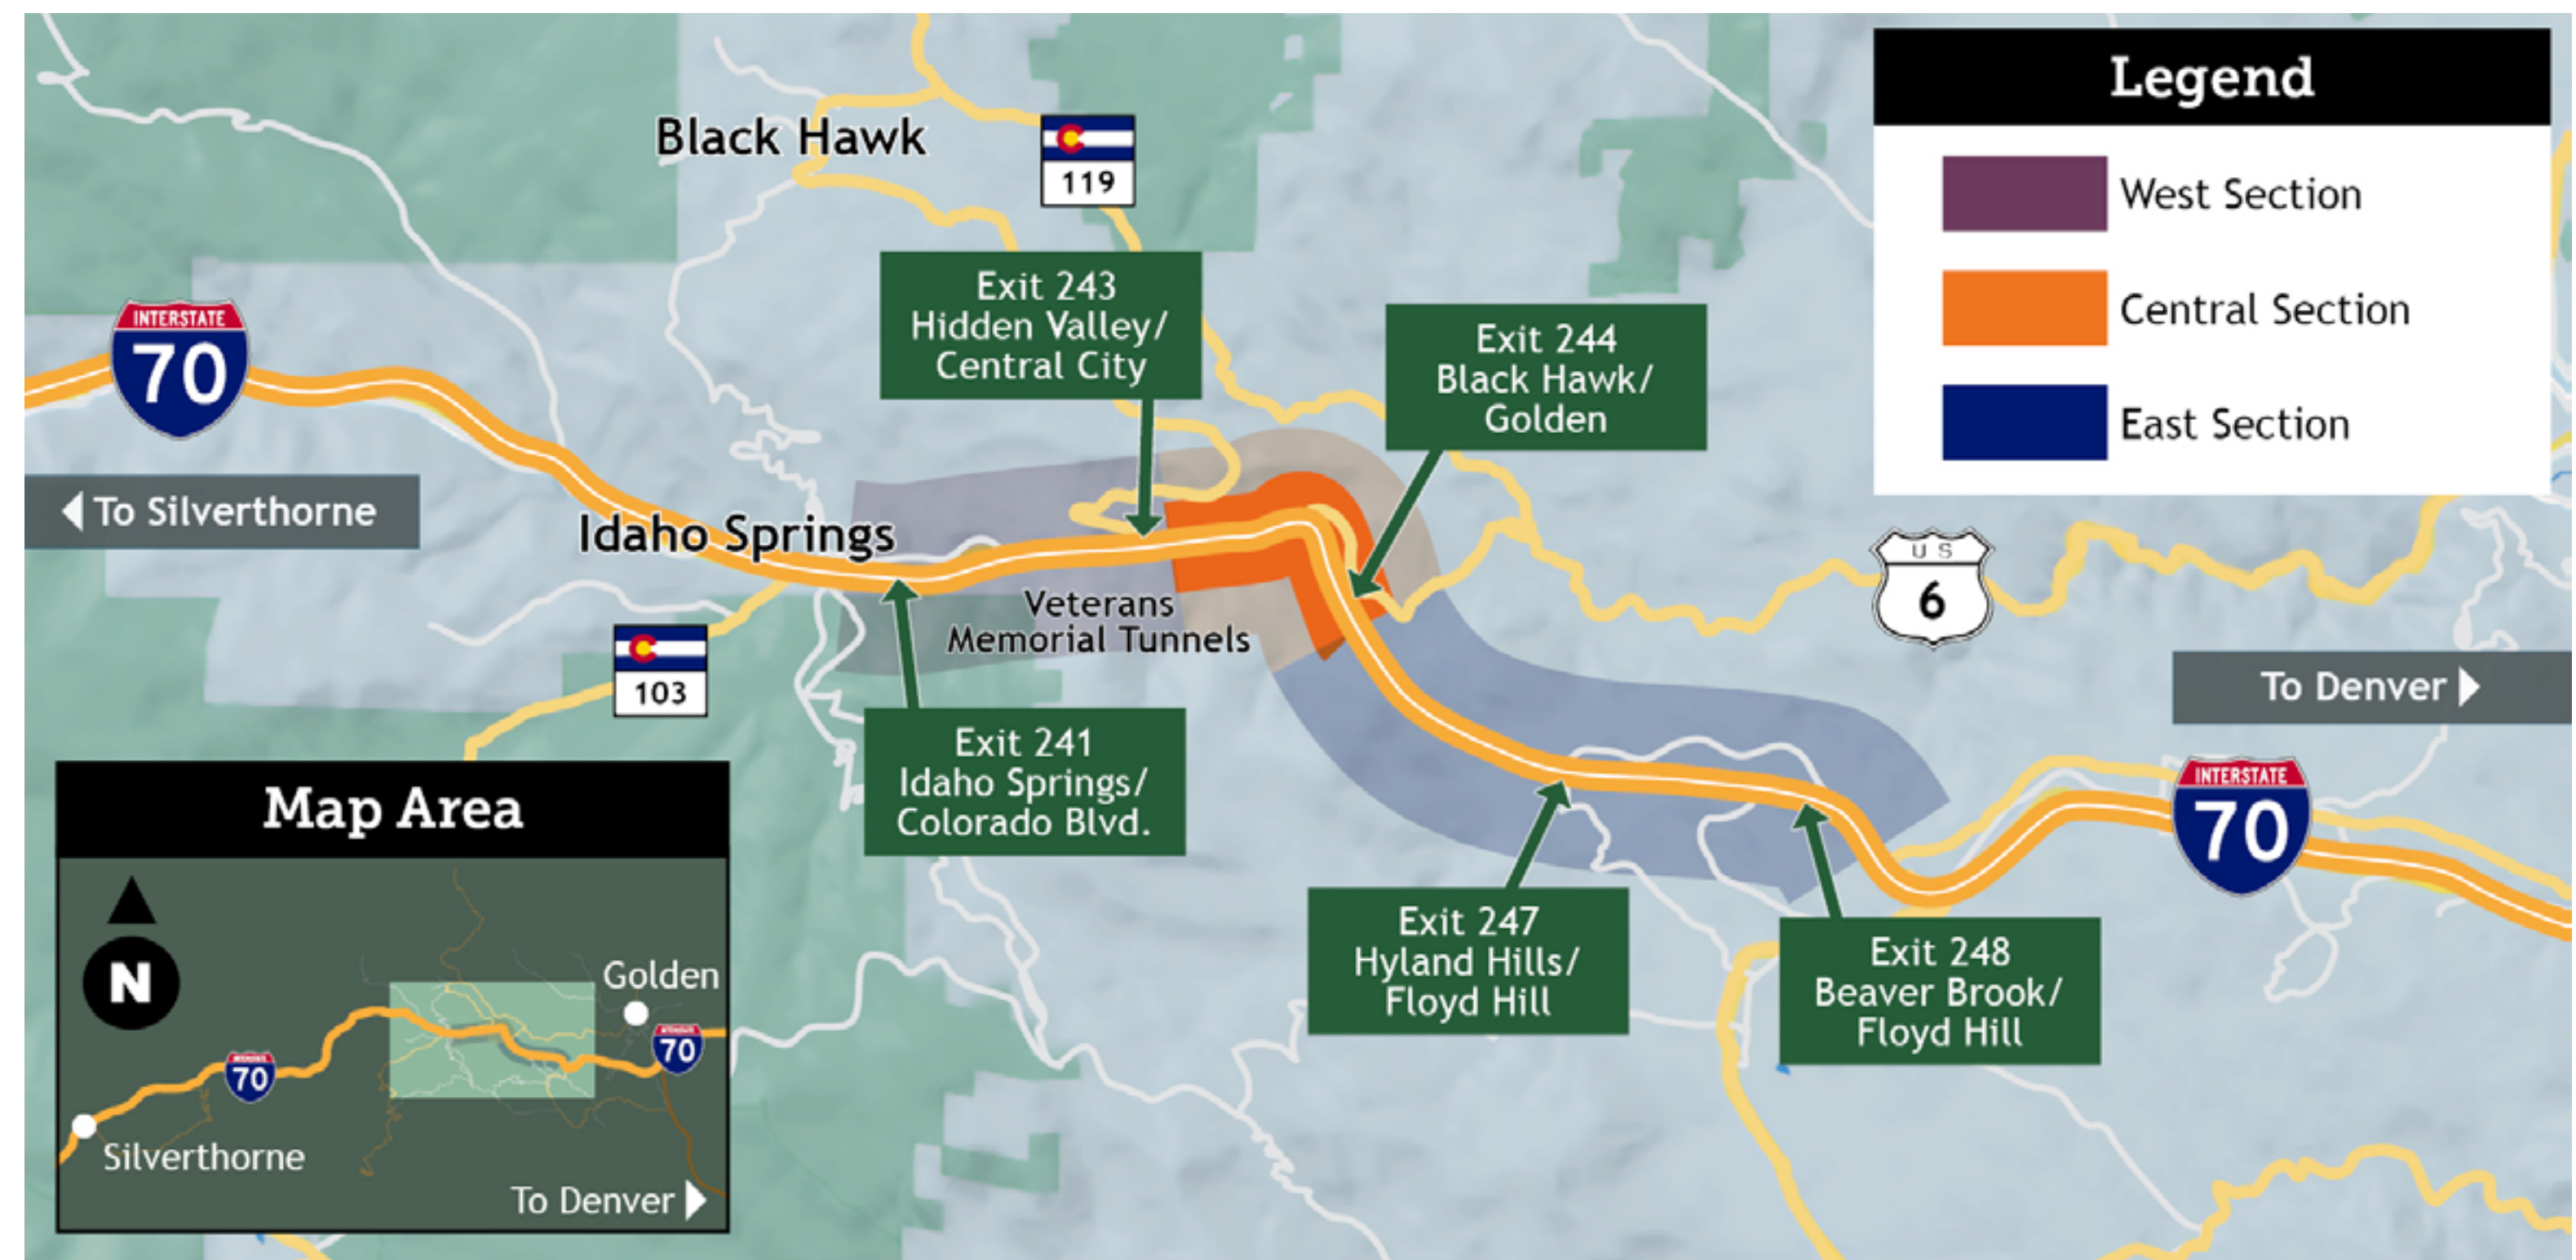 Legend
West Section
Central Section
East Section
Black Hawk
119
Exit 243
Hidden Valley/
Central City
Exit 244
Black Hawk/
Golden
INTERSTATE
70
To Silverthorne
Idaho Springs
Veterans
Memorial Tunnels
US
6
103
To Denver
Exit 241
Idaho Springs/
Colorado Blvd.
INTERSTATE
70
Exit 247
Hyland Hills/
Floyd Hill
Exit 248
Beaver Brook/
Floyd Hill
Map Area
N
Golden
INTERSTATE
70
INTERSTATE
70
Silverthorne
To Denver